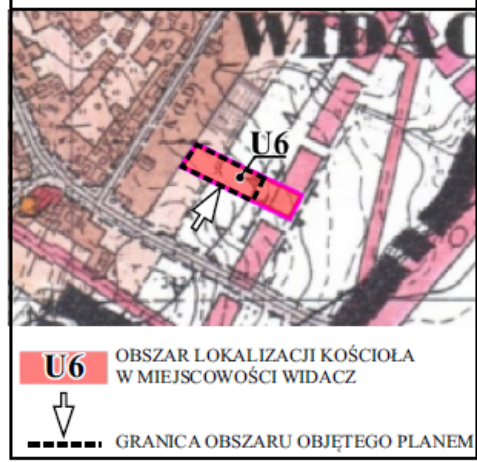 WIDAC
U6
U6
OBSZAR LOKALIZACJI KOŚCIOŁA
W MIEJSCOWOŚCI WIDACZ
GRANICA OBSZARU OBJĘTEGO PLANEM